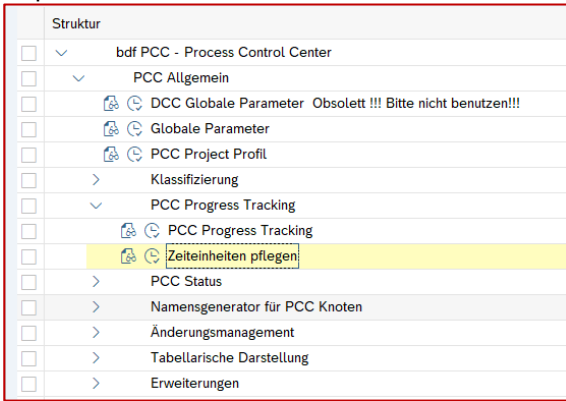 Struktur
bdf PCC - Process Control Center
PCC Allgemein
DCC Globale Parameter Obsolett !!! Bitte nicht benutzen!!!
Globale Parameter
PCC Project Profil
Klassifizierung
PCC Progress Tracking
PCC Progress Tracking
Zeiteinheiten pflegen
PCC Status
Namensgenerator für PCC Knoten
Änderungsmanagement
Tabellarische Darstellung
Erweiterungen